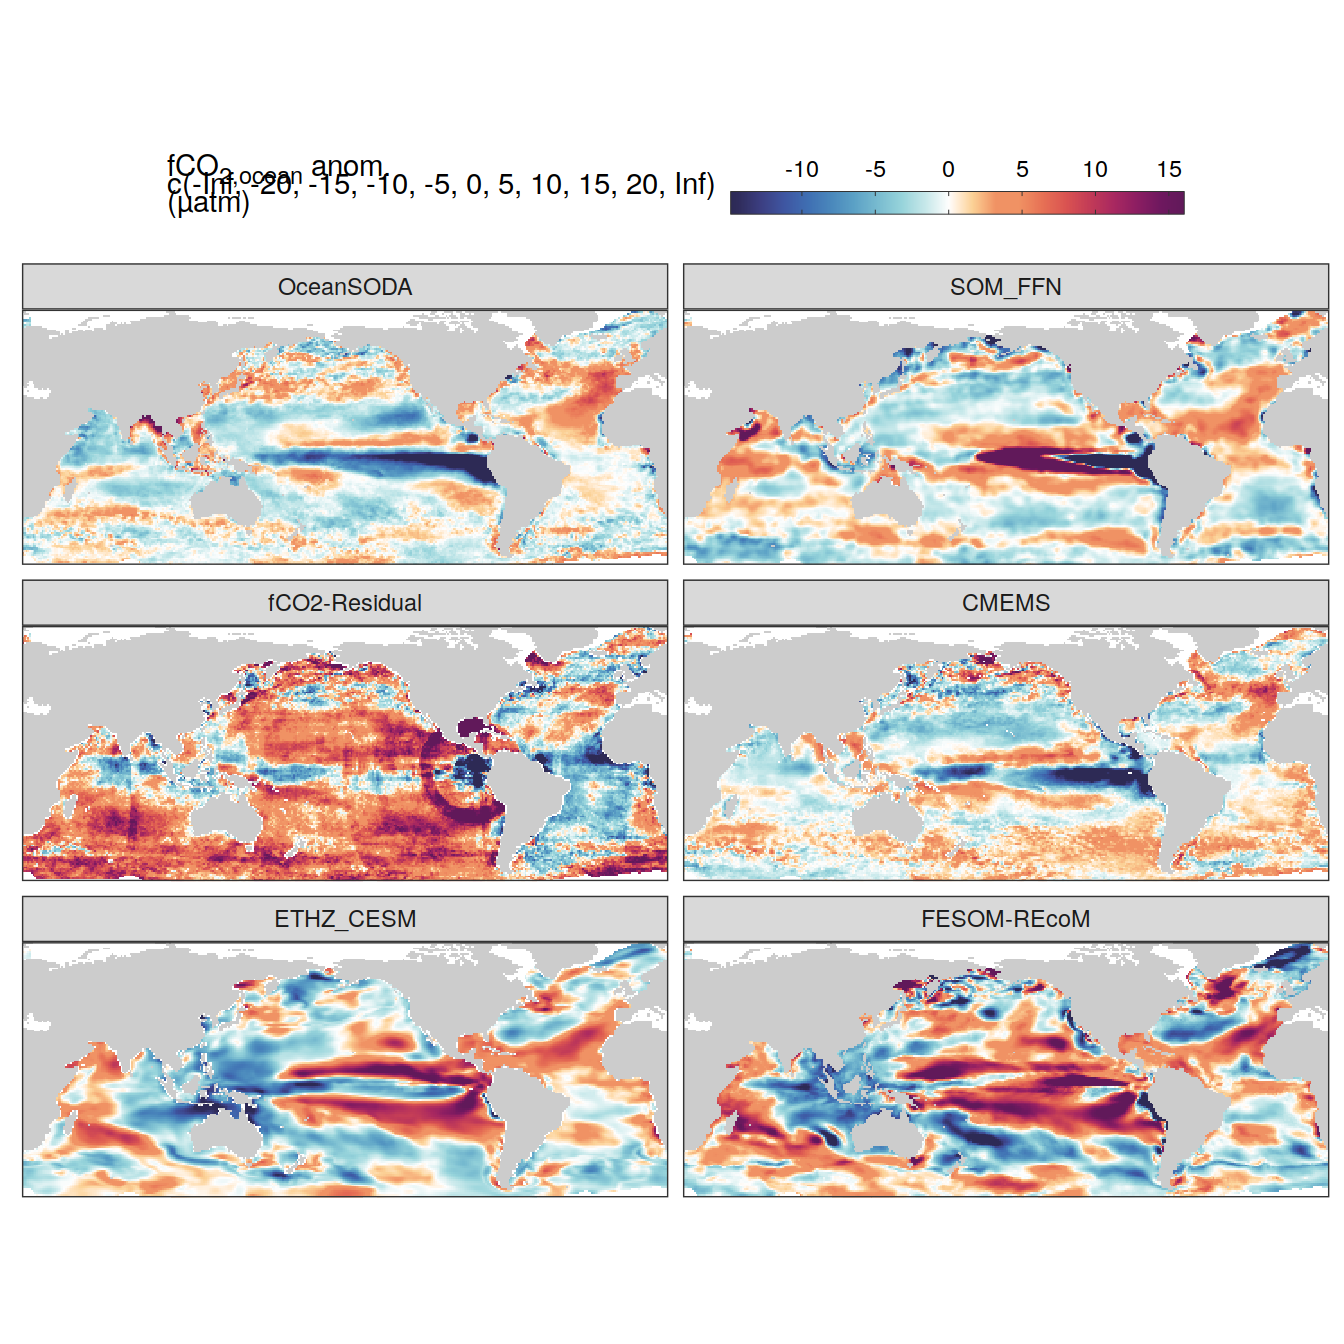 fCO2,ocean anom.
c(-Inf, -20, -15, -10, -5, 0, 5, 10, 15, 20, Inf)
(µatm)
-10 -5 0 5 10 15
OceanSODA
SOM_FFN
fCO2-Residual
CMEMS
ETHZ_CESM
FESOM-REcoM